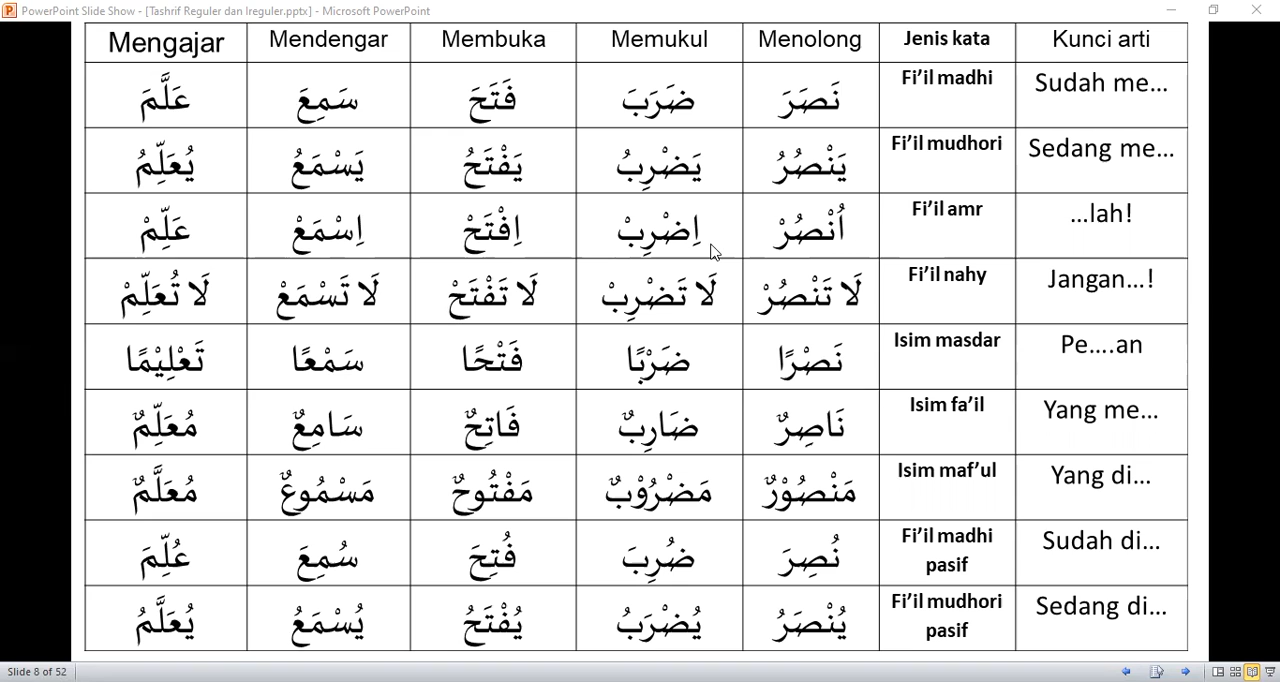 PowerPoint Slide Show - [Tashrif Reguler dan Ireguler.pptx] - Microsoft PowerPoint
Mengajar Mendengar Membuka Memukul Menolong Jenis kata Kunci arti
عَلَّمَ سَمِعَ فَتَحَ ضَرَبَ نَصَرَ Fi’il madhi Sudah me...
يُعَلِّمُ يَسْمَعُ يَفْتَحُ يَضْرِبُ يَنْصُرُ Fi’il mudhori Sedang me...
عَلِّمْ اِسْمَعْ اِفْتَحْ اِضْرِبْ اُنْصُرْ Fi’il amr ...lah!
لَا تُعَلِّمْ لَا تَسْمَعْ لَا تَفْتَحْ لَا تَضْرِبْ لَا تَنْصُرْ Fi’il nahy Jangan...!
تَعْلِيْمًا سَمْعًا فَتْحًا ضَرْبًا نَصْرًا Isim masdar Pe....an
مُعَلِّمٌ سَامِعٌ فَاتِحٌ ضَارِبٌ نَاصِرٌ Isim fa’il Yang me...
مُعَلَّمٌ مَسْمُوعٌ مَفْتُوحٌ مَضْرُوْبٌ مَنْصُوْرٌ Isim maf’ul Yang di...
عُلِّمَ سُمِعَ فُتِحَ ضُرِبَ نُصِرَ Fi’il madhi pasif Sudah di...
يُعَلَّمُ يُسْمَعُ يُفْتَحُ يُضْرَبُ يُنْصَرُ Fi’il mudhori pasif Sedang di...
Slide 8 of 52